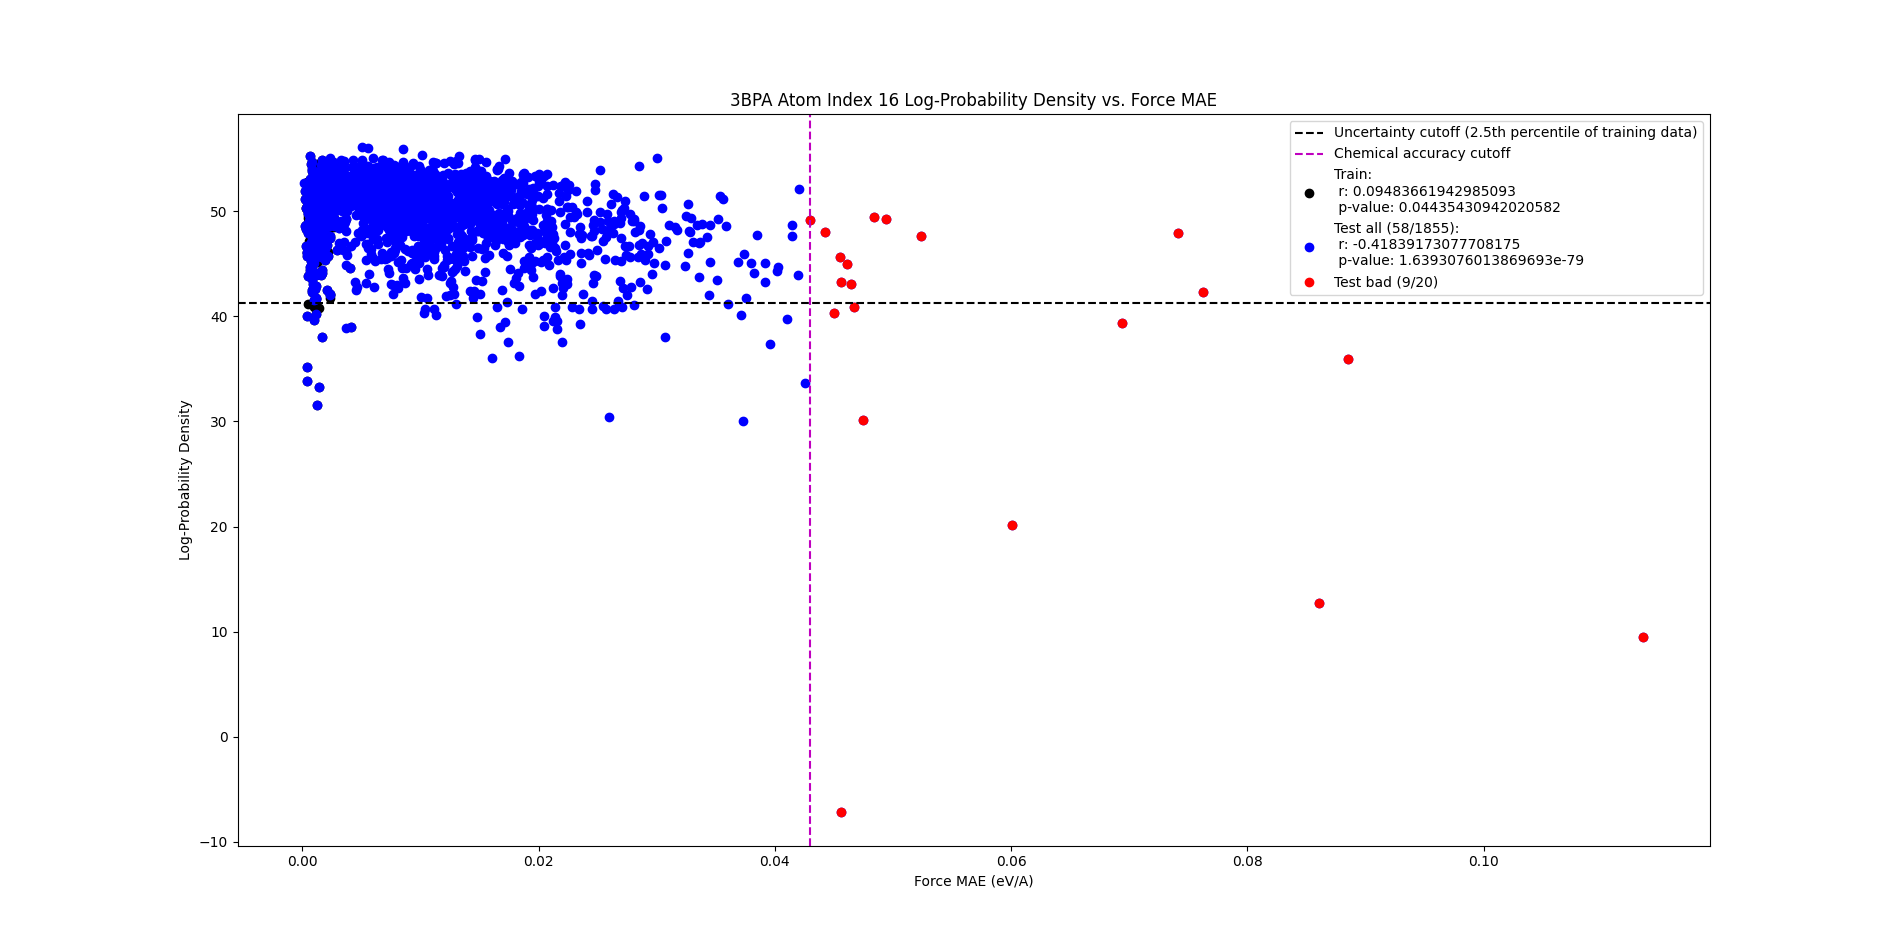 3BPA Atom Index 16 Log-Probability Density vs. Force MAE
Uncertainty cutoff (2.5th percentile of training data)
Chemical accuracy cutoff
Train:
r: 0.09483661942985093
p-value: 0.04435430942020582
Test all (58/1855):
r: -0.41839173077708175
p-value: 1.6393076013869693e-79
Test bad (9/20)
Log-Probability Density
50
40
30
20
10
0
−10
0.00 0.02 0.04 0.06 0.08 0.10
Force MAE (eV/A)